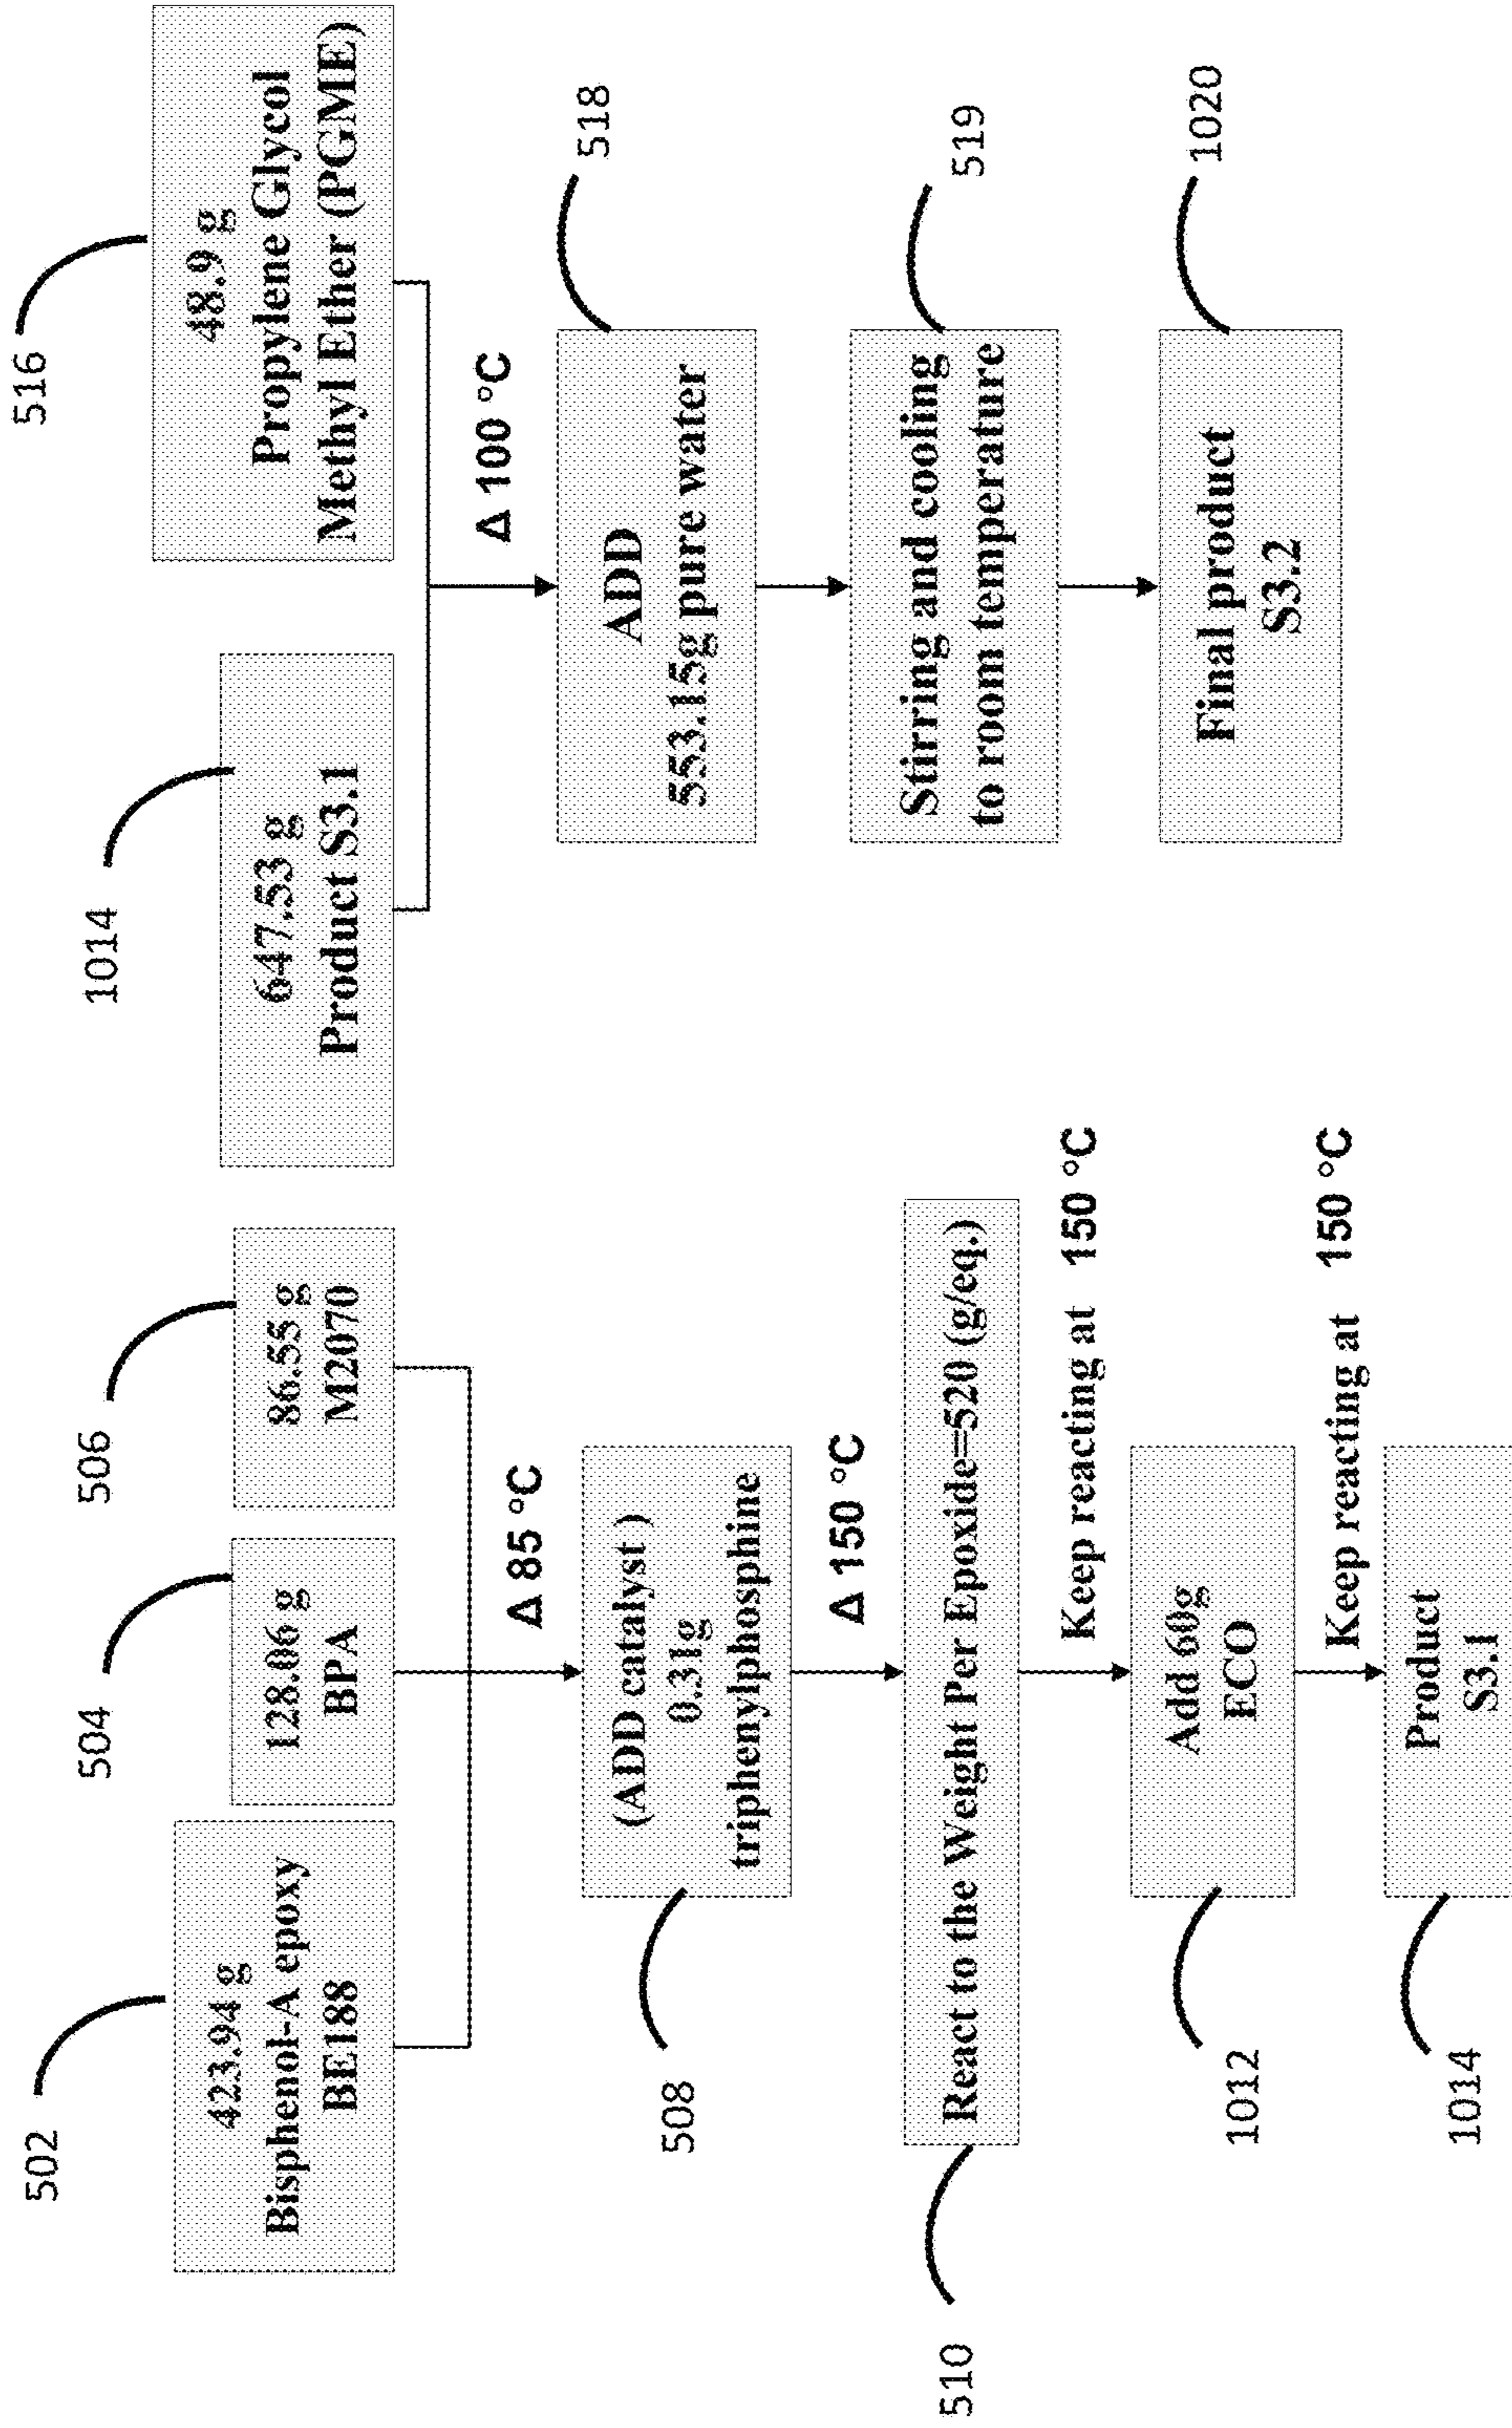 502
423.94 g
Bisphenol-A epoxy
BE188
504
128.06 g
BPA
506
86.55 g
M2070
Δ 85 °C
508
(ADD catalyst )
0.31g
triphenylphosphine
Δ 150 °C
510
React to the Weight Per Epoxide=520 (g/eq.)
Keep reacting at 150 °C
1012
Add 60g
ECO
Keep reacting at 150 °C
1014
Product
S3.1
1014
647.53 g
Product S3.1
516
48.9 g
Propylene Glycol
Methyl Ether (PGME)
Δ 100 °C
518
ADD
553.15g pure water
519
Stirring and cooling
to room temperature
1020
Final product
S3.2